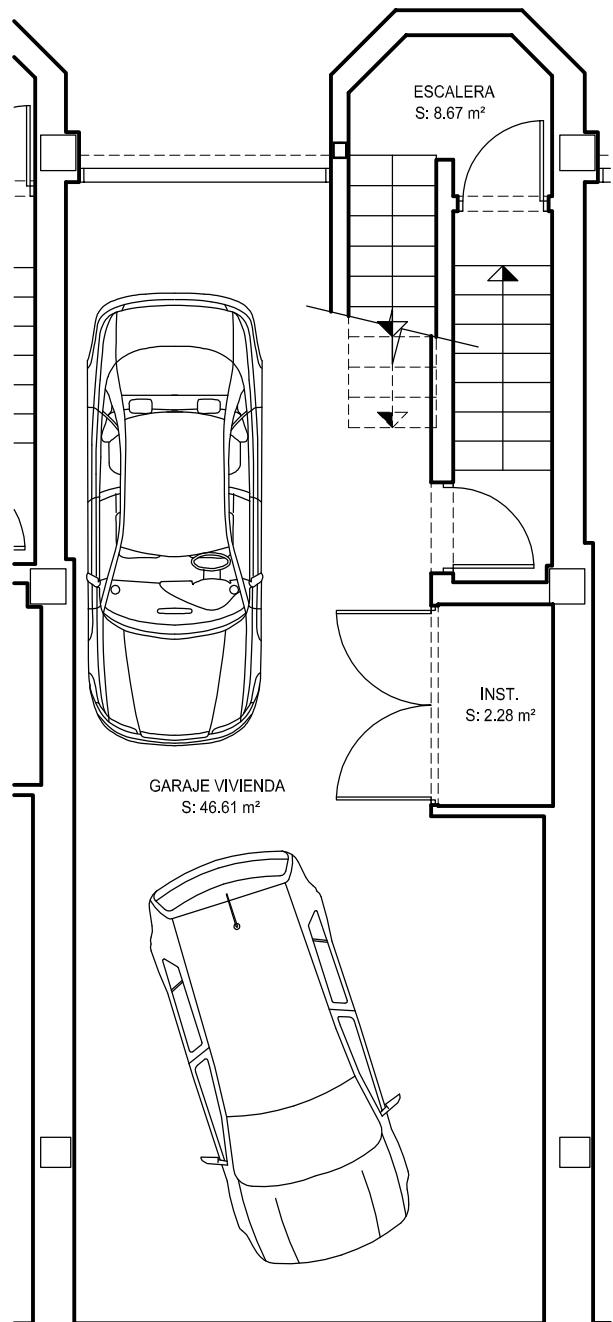 ESCALERA
S: 8.67 m²
INST.
S: 2.28 m²
GARAJE VIVIENDA
S: 46.61 m²